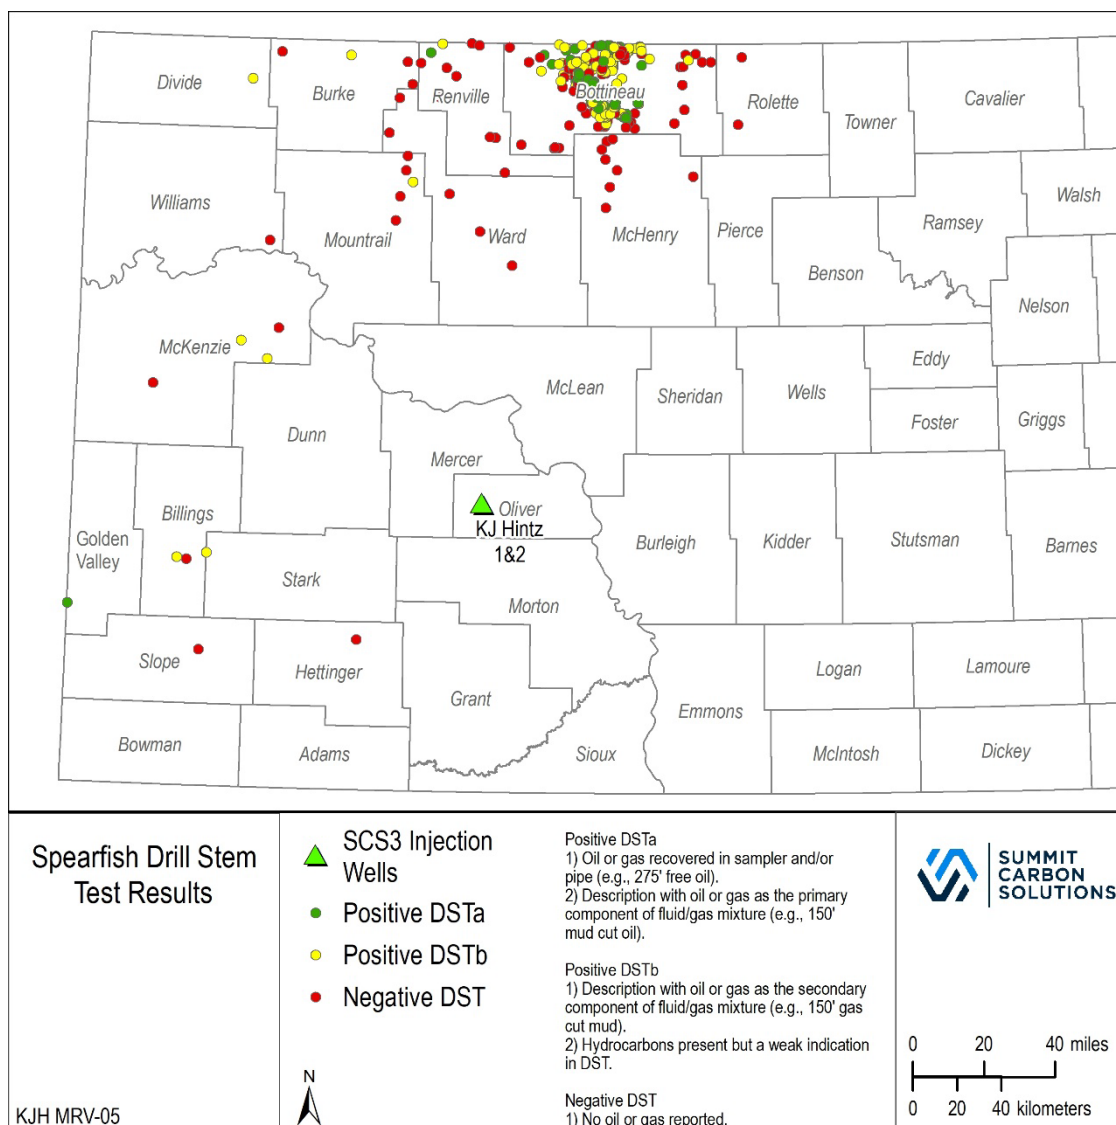 Divide
Burke
Renville
Bottineau
Rolette
Towner
Cavalier
Williams
Mountrail
Ward
McHenry
Pierce
Ramsey
Walsh
Benson
Nelson
McKenzie
McLean
Sheridan
Wells
Eddy
Foster
Griggs
Dunn
Mercer
Oliver
KJ Hintz
1&2
Billings
Golden
Valley
Stark
Morton
Burleigh
Kidder
Stutsman
Barnes
Slope
Hettinger
Grant
Logan
Lamoure
Emmons
Bowman
Adams
Sioux
McIntosh
Dickey
Spearfish Drill Stem
Test Results
KJH MRV-05
SCS3 Injection
Wells
Positive DSTa
Positive DSTb
Negative DST
N
Positive DSTa
1) Oil or gas recovered in sampler and/or
pipe (e.g., 275' free oil).
2) Description with oil or gas as the primary
component of fluid/gas mixture (e.g., 150'
mud cut oil).
Positive DSTb
1) Description with oil or gas as the secondary
component of fluid/gas mixture (e.g., 150' gas
cut mud).
2) Hydrocarbons present but a weak indication
in DST.
Negative DST
1) No oil or gas reported.
SUMMIT
CARBON
SOLUTIONS
0 20 40 miles
0 20 40 kilometers